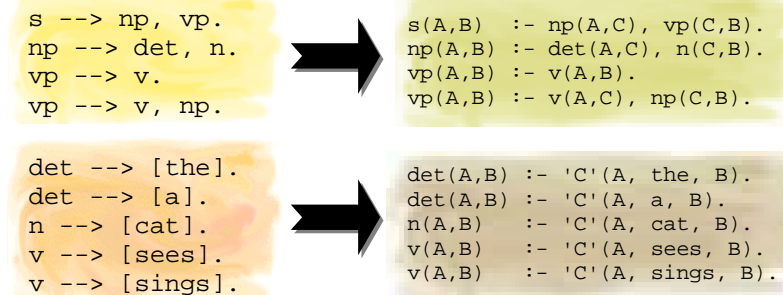 s --> np, vp.
np --> det, n.
vp --> v.
vp --> v, np.
s(A,B) :- np(A,C), vp(C,B).
np(A,B) :- det(A,C), n(C,B).
vp(A,B) :- v(A,B).
vp(A,B) :- v(A,C), np(C,B).
det --> [the].
det --> [a].
n --> [cat].
v --> [sees].
v --> [sings].
det(A,B) :- 'C'(A, the, B).
det(A,B) :- 'C'(A, a, B).
n(A,B) :- 'C'(A, cat, B).
v(A,B) :- 'C'(A, sees, B).
v(A,B) :- 'C'(A, sings, B).